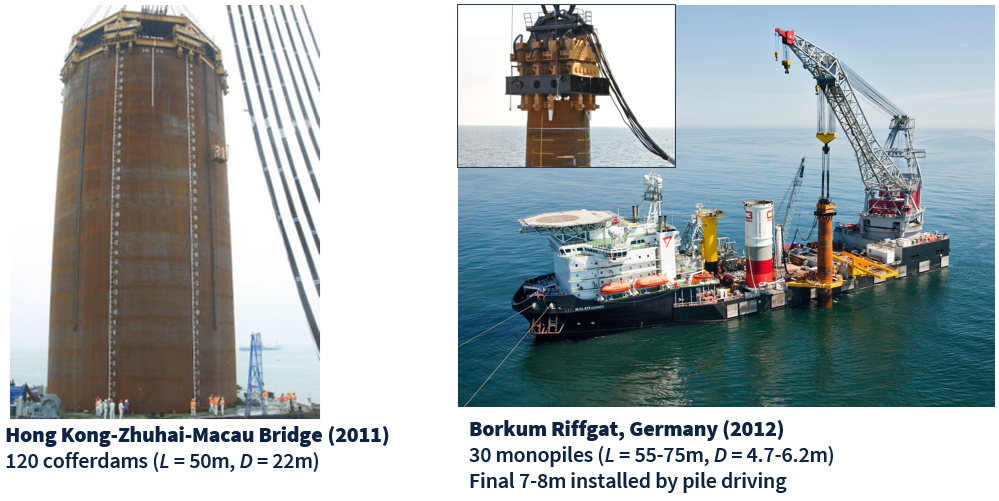 Hong Kong-Zhuhai-Macau Bridge (2011)
120 cofferdams (L = 50m, D = 22m)
Borkum Riffgat, Germany (2012)
30 monopiles (L = 55-75m, D = 4.7-6.2m)
Final 7-8m installed by pile driving